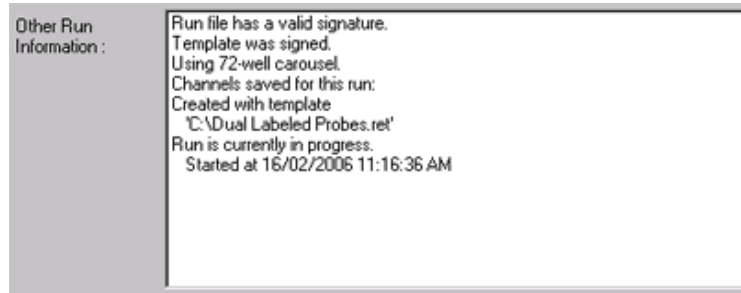 Other Run
Information :
Run file has a valid signature.
Template was signed.
Using 72-well carousel.
Channels saved for this run:
Created with template
'C:\Dual Labeled Probes.ret'
Run is currently in progress.
Started at 16/02/2006 11:16:36 AM